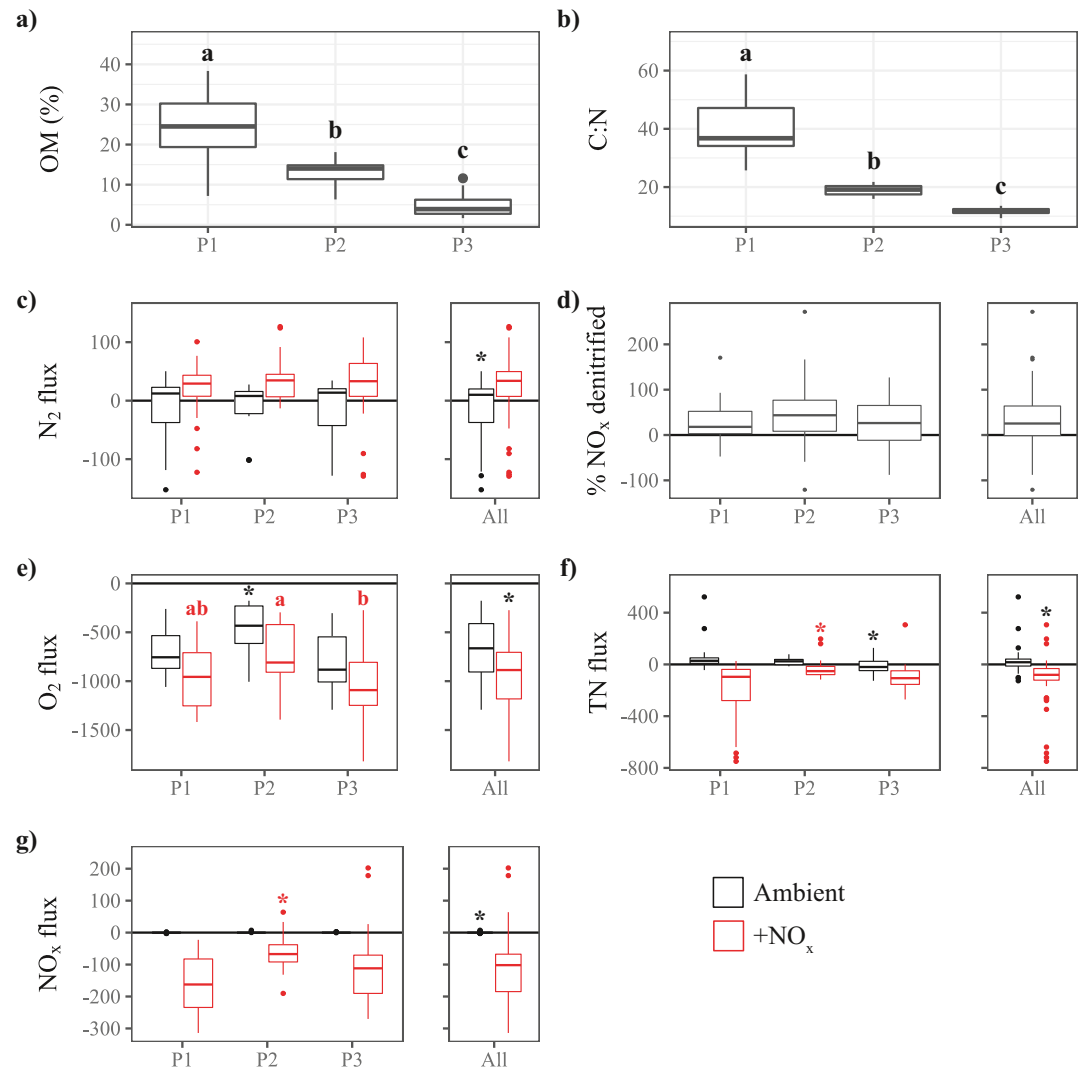 a)
OM (%)
40
30
20
10
0
a
b
c
P1 P2 P3
b)
C:N
60
40
20
a
b
c
P1 P2 P3
c)
N₂ flux
100
0
-100
*
P1 P2 P3 All
d)
% NOₓ denitrified
200
100
0
-100
P1 P2 P3 All
e)
O₂ flux
0
-500
-1000
-1500
ab * a b *
P1 P2 P3 All
f)
TN flux
400
0
-400
-800
* * *
P1 P2 P3 All
g)
NOₓ flux
200
100
0
-100
-200
-300
* *
P1 P2 P3 All
Ambient
+NOₓ